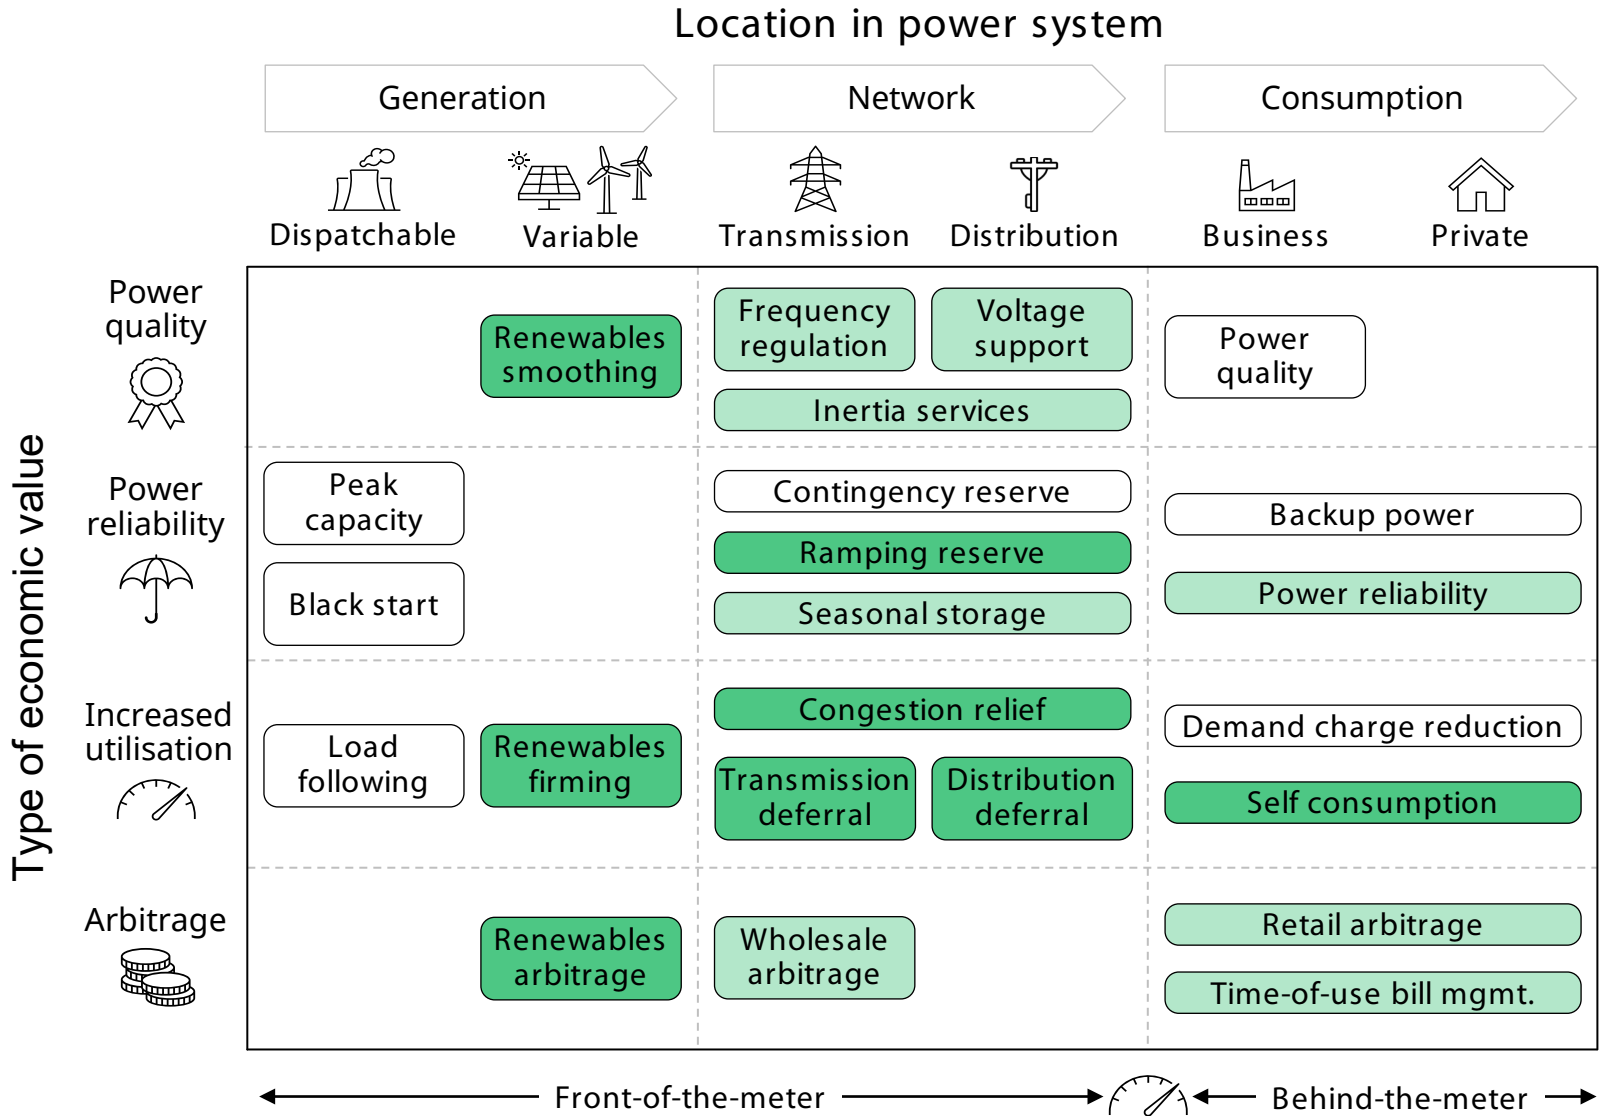 Location in power system
Generation
Network
Consumption
Dispatchable
Variable
Transmission
Distribution
Business
Private
Type of economic value
Power
quality
Renewables
smoothing
Frequency
regulation
Voltage
support
Inertia services
Power
quality
Power
reliability
Peak
capacity
Black start
Contingency reserve
Ramping reserve
Seasonal storage
Backup power
Power reliability
Increased
utilisation
Load
following
Renewables
firming
Congestion relief
Transmission
deferral
Distribution
deferral
Demand charge reduction
Self consumption
Arbitrage
Renewables
arbitrage
Wholesale
arbitrage
Retail arbitrage
Time-of-use bill mgmt.
Front-of-the-meter
Behind-the-meter